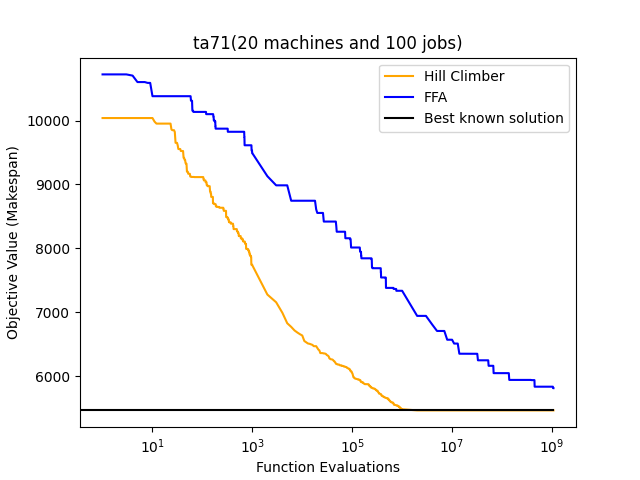 ta71(20 machines and 100 jobs)
Hill Climber
FFA
Best known solution
Objective Value (Makespan)
10000
9000
8000
7000
6000
10¹
10³
10⁵
10⁷
10⁹
Function Evaluations